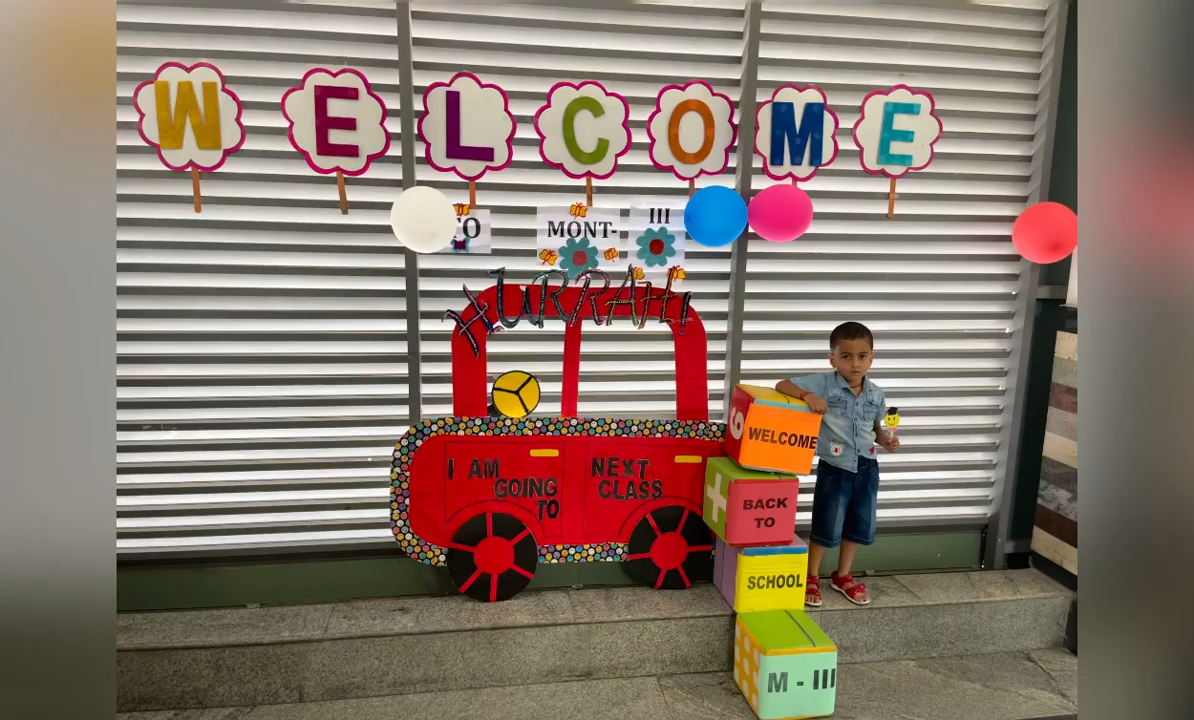 WELCOME
TO MONT- III
HURRAH!
I AM
GOING
TO
NEXT
CLASS
WELCOME
BACK
TO
SCHOOL
M - III